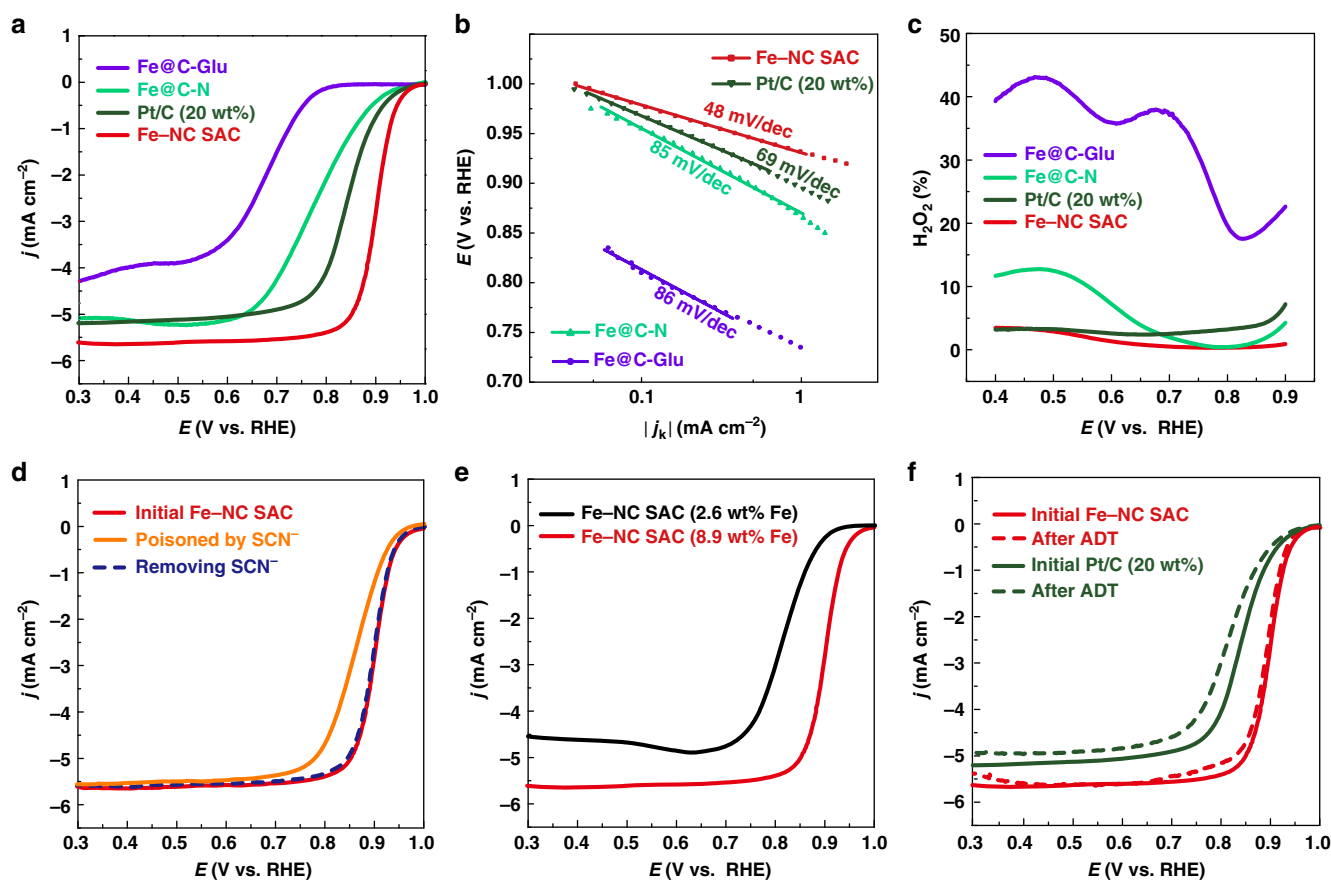 a
Fe@C-Glu
Fe@C-N
Pt/C (20 wt%)
Fe–NC SAC
1
0
–1
–2
–3
–4
–5
–6
j (mA cm⁻²)
0.3 0.4 0.5 0.6 0.7 0.8 0.9 1.0
E (V vs. RHE)
b
Fe–NC SAC
Pt/C (20 wt%)
48 mV/dec
69 mV/dec
85 mV/dec
86 mV/dec
Fe@C-N
Fe@C-Glu
1.00
0.95
0.90
0.85
0.80
0.75
0.70
E (V vs. RHE)
0.1 1
| jₖ| (mA cm⁻²)
c
50
40
30
20
10
0
H₂O₂ (%)
Fe@C-Glu
Fe@C-N
Pt/C (20 wt%)
Fe–NC SAC
0.4 0.5 0.6 0.7 0.8 0.9
E (V vs. RHE)
d
Initial Fe–NC SAC
Poisoned by SCN⁻
Removing SCN⁻
1
0
–1
–2
–3
–4
–5
–6
j (mA cm⁻²)
0.3 0.4 0.5 0.6 0.7 0.8 0.9 1.0
E (V vs. RHE)
e
Fe–NC SAC (2.6 wt% Fe)
Fe–NC SAC (8.9 wt% Fe)
1
0
–1
–2
–3
–4
–5
–6
j (mA cm⁻²)
0.3 0.4 0.5 0.6 0.7 0.8 0.9 1.0
E (V vs. RHE)
f
Initial Fe–NC SAC
After ADT
Initial Pt/C (20 wt%)
After ADT
1
0
–1
–2
–3
–4
–5
–6
j (mA cm⁻²)
0.3 0.4 0.5 0.6 0.7 0.8 0.9 1.0
E (V vs. RHE)